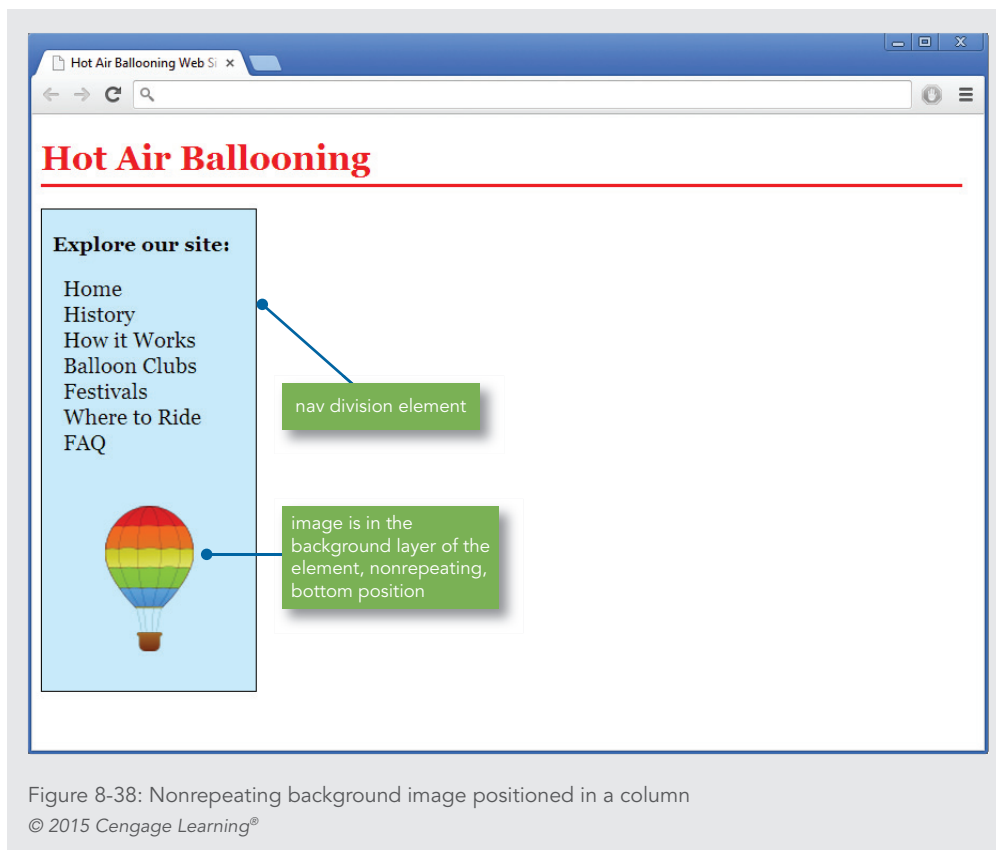 Hot Air Ballooning Web Si
Hot Air Ballooning
Explore our site:
Home
History
How it Works
Balloon Clubs
Festivals
Where to Ride
FAQ
nav division element
image is in the
background layer of the
element, nonrepeating,
bottom position
Figure 8-38: Nonrepeating background image positioned in a column
© 2015 Cengage Learning®